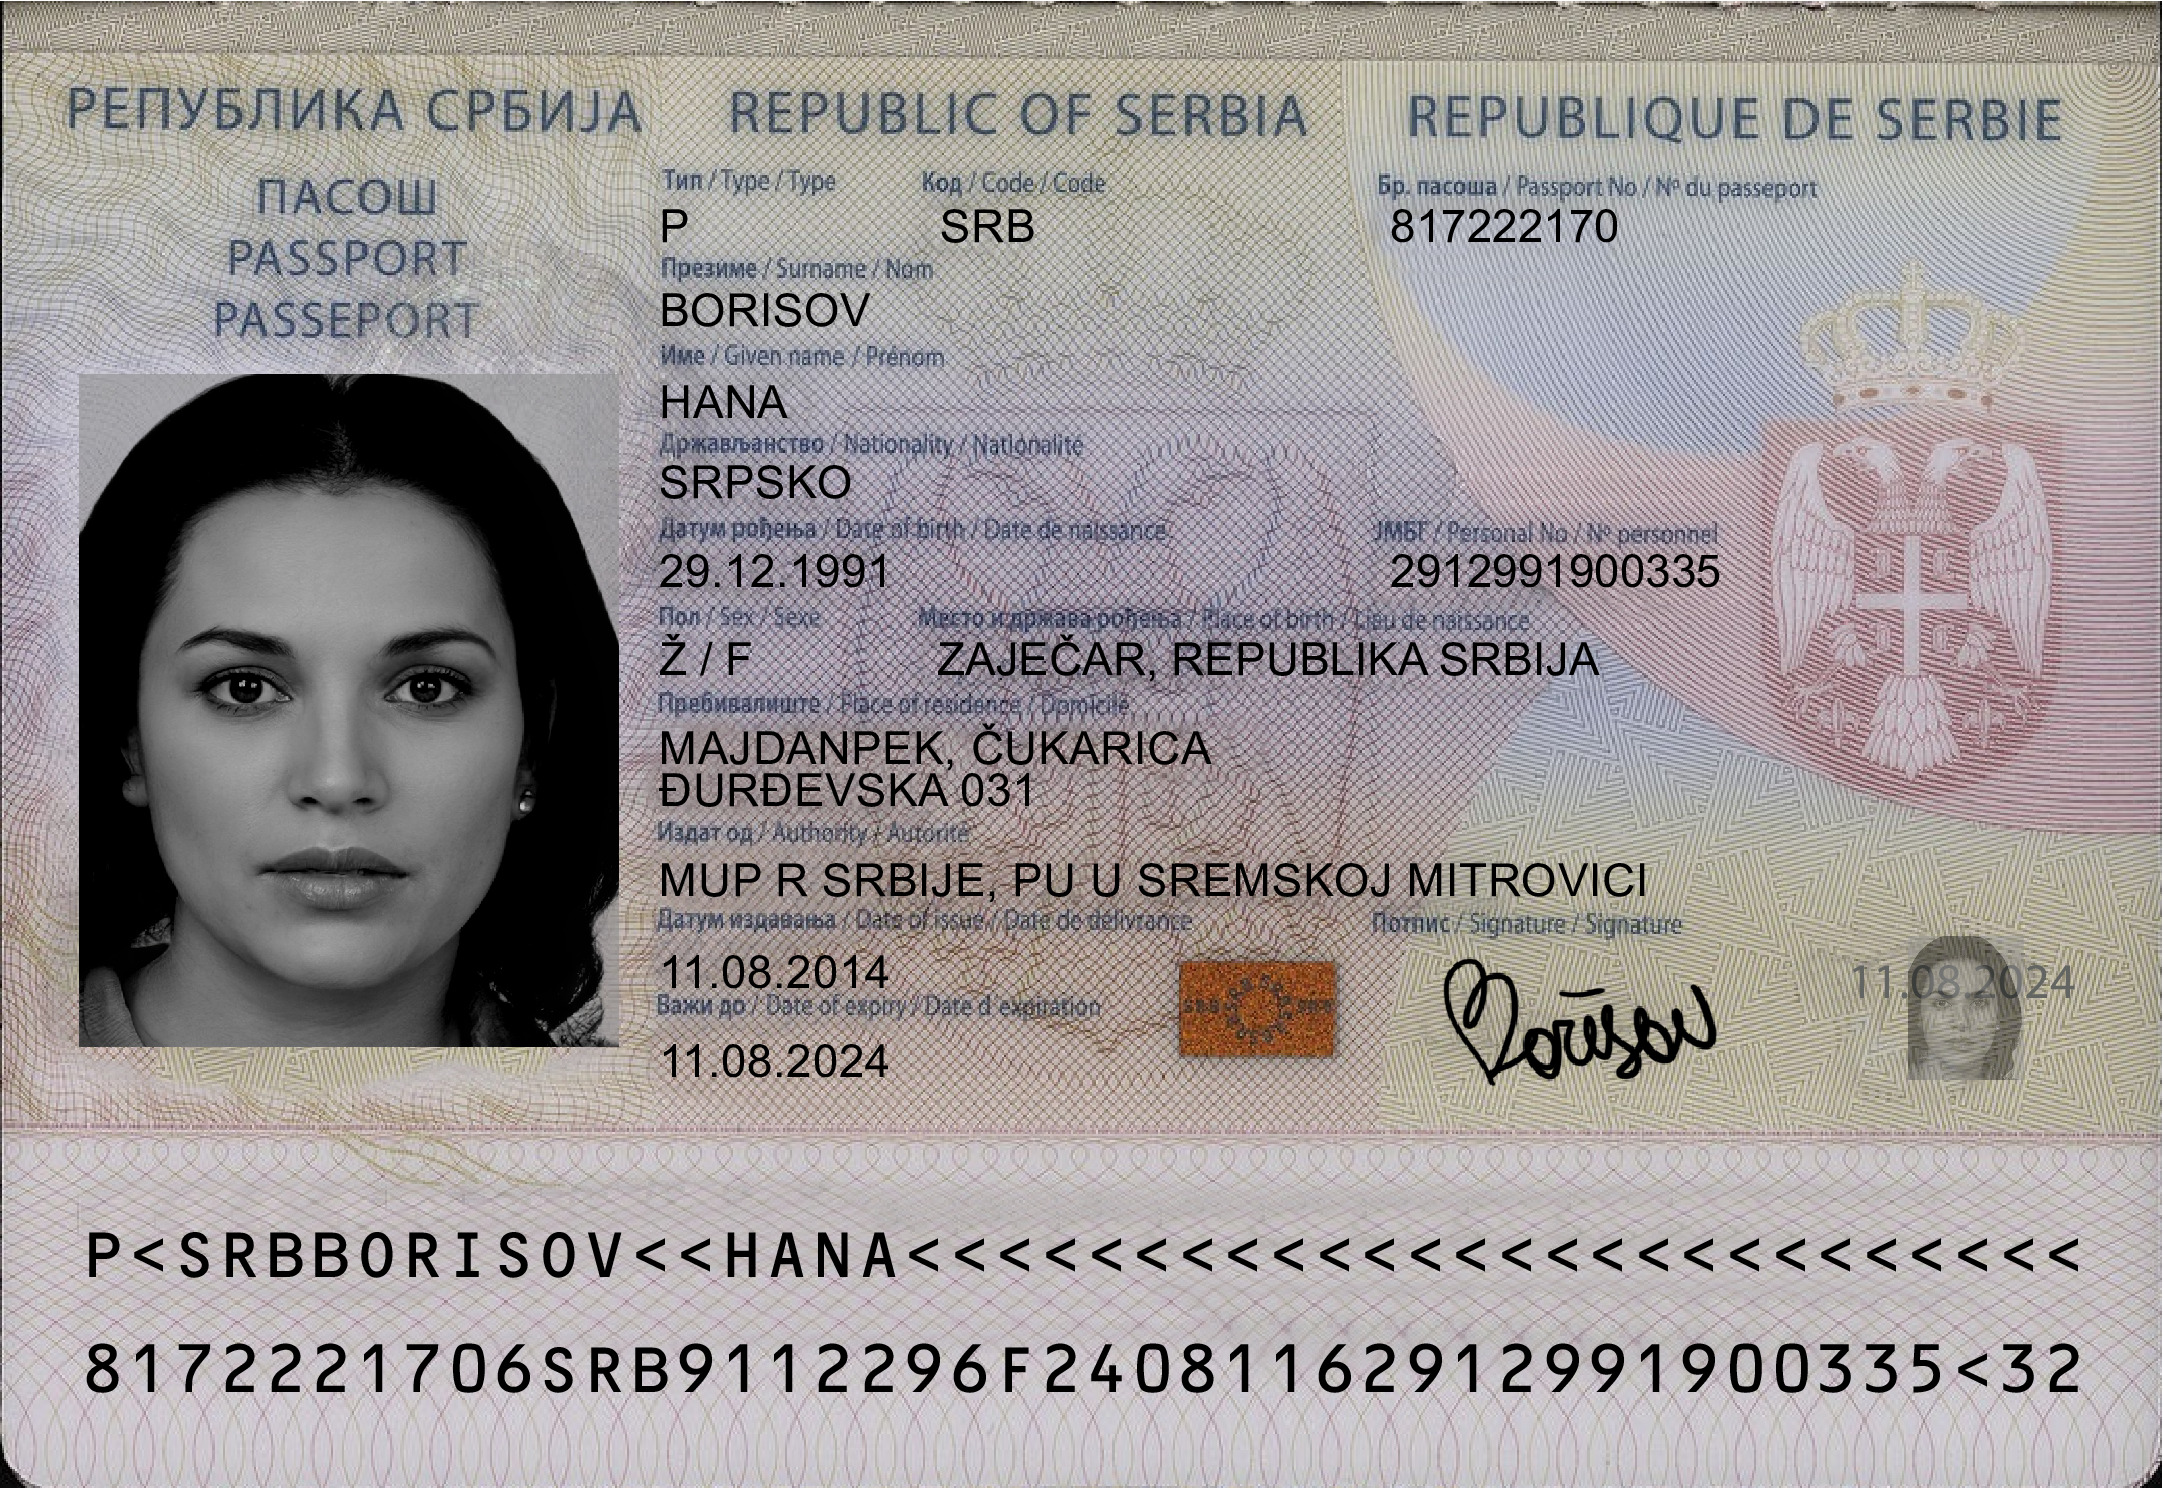 РЕПУБЛИКА СРБИЈА REPUBLIC OF SERBIA REPUBLIQUE DE SERBIE
ПАСОШ
PASSPORT
PASSEPORT
Тип / Type / Type Код / Code / Code Бр. пасоша / Passport No / Nº du passeport
P SRB 817222170
Презиме / Surname / Nom
BORISOV
Име / Given name / Prénom
HANA
Држављанство / Nationality / Nationalité
SRPSKO
Датум рођења / Date of birth / Date de naissance ЈМБГ / Personal No / Nº personnel
29.12.1991 2912991900335
Пол / Sex / Sexe Место и држава рођења / Place of birth / Lieu de naissance
Ž / F ZAJEČAR, REPUBLIKA SRBIJA
Пребивалиште / Place of residence / Domicile
MAJDANPEK, ČUKARICA
ĐURĐEVSKA 031
Издат од / Authority / Autorité
MUP R SRBIJE, PU U SREMSKOJ MITROVICI
Датум издавања / Date of issue / Date de délivrance Потпис / Signature / Signature
11.08.2014
Borisov
11.08.2024
Важи до / Date of expiry / Date d expiration
11.08.2024
P<SRBBORISOV<<HANA<<<<<<<<<<<<<<<<<<<<<<<<<<
8172221706SRB9112296F24081162912991900335<32